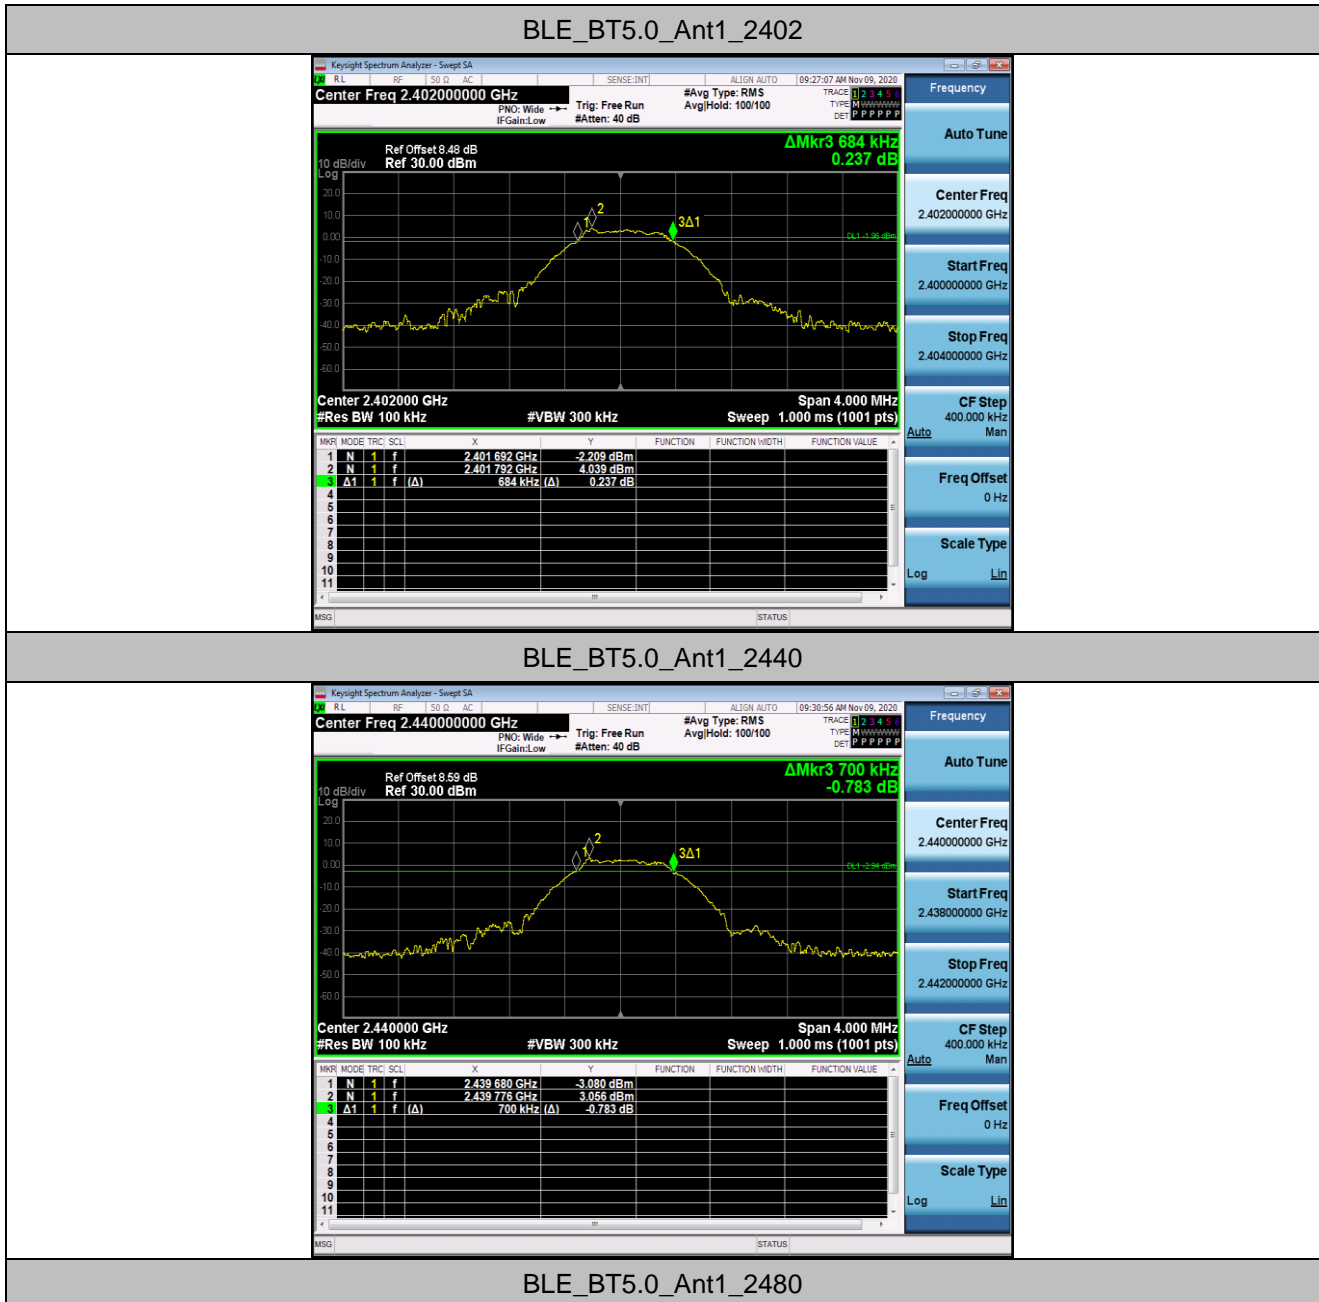 BLE_BT5.0_Ant1_2402
Keysight Spectrum Analyzer - Swept SA
RL RF 50 Ω AC SENSE:INT ALIGN AUTO 09:27:07 AM Nov 09, 2020
Center Freq 2.402000000 GHz
PNO: Wide
IFGain:Low
Trig: Free Run
#Atten: 40 dB
#Avg Type: RMS
Avg|Hold: 100/100
TRACE 1 2 3 4 5 6
TYPE M WWWWW
DET P P P P P P
Frequency
Auto Tune
Center Freq
2.402000000 GHz
Start Freq
2.400000000 GHz
Stop Freq
2.404000000 GHz
CF Step
400.000 kHz
Auto Man
Freq Offset
0 Hz
Scale Type
Log Lin
ΔMkr3 684 kHz
0.237 dB
Ref Offset 8.48 dB
10 dB/div Ref 30.00 dBm
Log
20.0
10.0
0.00
-10.0
-20.0
-30.0
-40.0
-50.0
-60.0
1
2
3Δ1
DL1 -1.96 dBm
Center 2.402000 GHz Span 4.000 MHz
#Res BW 100 kHz #VBW 300 kHz Sweep 1.000 ms (1001 pts)
MKR MODE TRC SCL X Y FUNCTION FUNCTION WIDTH FUNCTION VALUE
1 N 1 f 2.401 692 GHz -2.209 dBm
2 N 1 f 2.401 792 GHz 4.039 dBm
3 Δ1 1 f (Δ) 684 kHz (Δ) 0.237 dB
4
5
6
7
8
9
10
11
MSG STATUS
BLE_BT5.0_Ant1_2440
Keysight Spectrum Analyzer - Swept SA
RL RF 50 Ω AC SENSE:INT ALIGN AUTO 09:30:56 AM Nov 09, 2020
Center Freq 2.440000000 GHz
PNO: Wide
IFGain:Low
Trig: Free Run
#Atten: 40 dB
#Avg Type: RMS
Avg|Hold: 100/100
TRACE 1 2 3 4 5 6
TYPE M WWWWW
DET P P P P P P
Frequency
Auto Tune
Center Freq
2.440000000 GHz
Start Freq
2.438000000 GHz
Stop Freq
2.442000000 GHz
CF Step
400.000 kHz
Auto Man
Freq Offset
0 Hz
Scale Type
Log Lin
ΔMkr3 700 kHz
-0.783 dB
Ref Offset 8.59 dB
10 dB/div Ref 30.00 dBm
Log
20.0
10.0
0.00
-10.0
-20.0
-30.0
-40.0
-50.0
-60.0
1
2
3Δ1
DL1 -2.94 dBm
Center 2.440000 GHz Span 4.000 MHz
#Res BW 100 kHz #VBW 300 kHz Sweep 1.000 ms (1001 pts)
MKR MODE TRC SCL X Y FUNCTION FUNCTION WIDTH FUNCTION VALUE
1 N 1 f 2.439 680 GHz -3.080 dBm
2 N 1 f 2.439 776 GHz 3.056 dBm
3 Δ1 1 f (Δ) 700 kHz (Δ) -0.783 dB
4
5
6
7
8
9
10
11
MSG STATUS
BLE_BT5.0_Ant1_2480